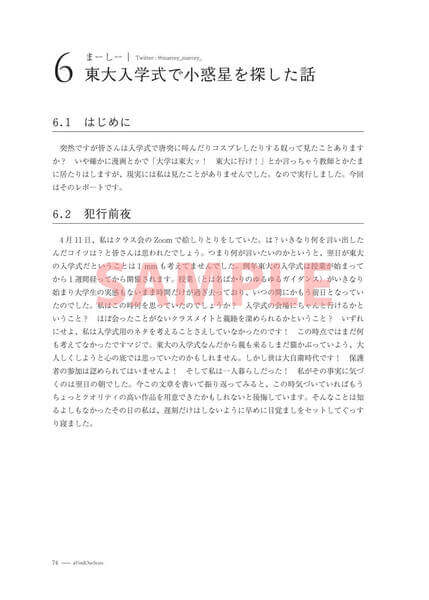 6 まーしー | Twitter : @marcey_marcey_
東大入学式で小惑星を探した話
6.1 はじめに
突然ですが皆さんは入学式で唐突に叫んだりコスプレしたりする奴って見たことあります
か? いや確かに漫画とかで「大学は東大ッ! 東大に行け!」とか言っちゃう教師とかたま
に居たりはしますが、現実には私は見たことがありませんでした。なので実行しました。今回
はそのレポートです。
6.2 犯行前夜
4月11日、私はクラス会のZoomで絵しりとりをしていた。は?いきなり何を言い出した
んだコイツは?と皆さんは思われたでしょう。つまり何が言いたいのかというと、翌日が東大
の入学式だということは1mmも考えてませんでした。例年東大の入学式は授業が始まって
から1週間経ってから開催されます。授業(とは名ばかりのゆるゆるガイダンス)がいきなり
始まり大学生の実感もないまま時間だけが過ぎ去っており、いつの間にかもう前日となってい
たのでした。私はこの時何を思っていたのでしょうか? 入学式の会場にちゃんと行けるかと
いうこと? ほぼ会ったことがないクラスメイトと親睦を深められるかということ? いずれ
にせよ、私は入学式用のネタを考えることさえしていなかったのです! この時点ではまだ何
も考えてなかったですマジで。東大の入学式なんだから親も来るしまだ猫かぶっていよう、大
人しくしようと心の底では思っていたのかもしれません。しかし世は大自粛時代です! 保護
者の参加は認められてはいませんよ! そして私は一人暮らしだった! 私がその事実に気づ
くのは翌日の朝でした。今この文章を書いて振り返ってみると、この時気づいていればもう
ちょっとクオリティの高い作品を用意できたかもしれないと後悔しています。そんなことは知
るよしもなかったその日の私は、遅刻だけはしないように早めに目覚ましをセットしてぐっす
り寝ました。
SAMPLE
74 —— #FindOurStars